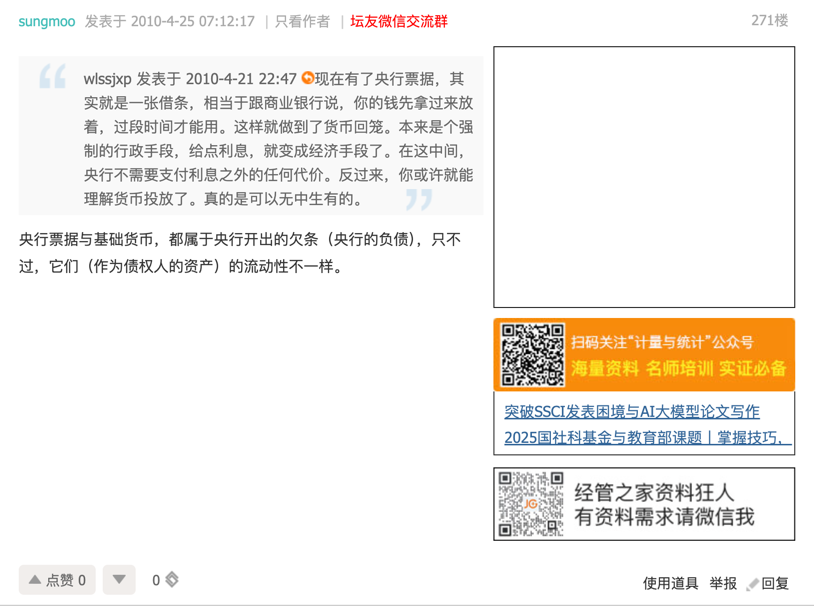 sungmoo 发表于 2010-4-25 07:12:17 | 只看作者 | 坛友微信交流群
271楼
wlssjxp 发表于 2010-4-21 22:47 现在有了央行票据，其
实就是一张借条，相当于跟商业银行说，你的钱先拿过来放
着，过段时间才能用。这样就做到了货币回笼。本来是个强
制的行政手段，给点利息，就变成经济手段了。在这中间，
央行不需要支付利息之外的任何代价。反过来，你或许就能
理解货币投放了。真的是可以无中生有的。
央行票据与基础货币，都属于央行开出的欠条（央行的负债），只不
过，它们（作为债权人的资产）的流动性不一样。
扫码关注“计量与统计”公众号
海量资料 名师培训 实证必备
突破SSCI发表困境与AI大模型论文写作
2025国社科基金与教育部课题丨掌握技巧，
JG
经管之家资料狂人
有资料需求请微信我
点赞 0
0
使用道具 举报 回复